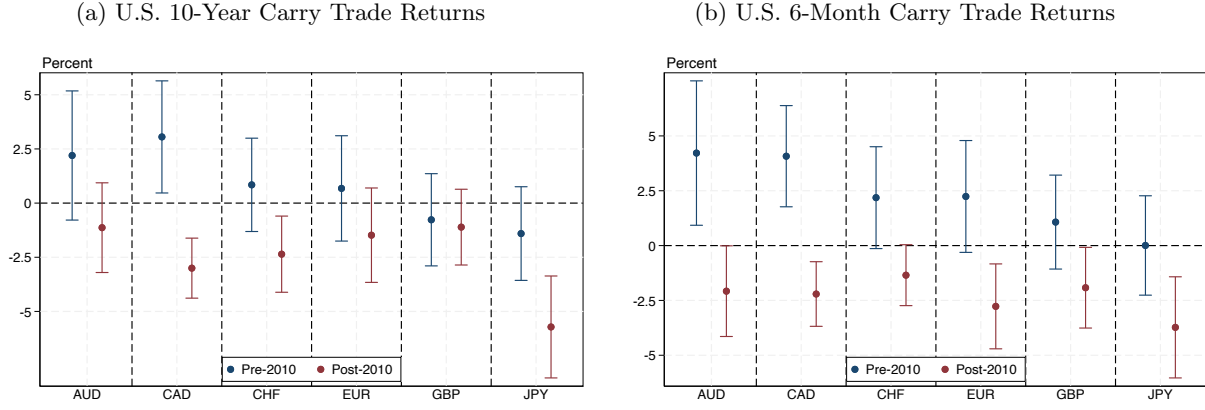 (a) U.S. 10-Year Carry Trade Returns
Percent
5
2.5
0
-2.5
-5
Pre-2010 Post-2010
AUD CAD CHF EUR GBP JPY
(b) U.S. 6-Month Carry Trade Returns
Percent
5
2.5
0
-2.5
-5
Pre-2010 Post-2010
AUD CAD CHF EUR GBP JPY